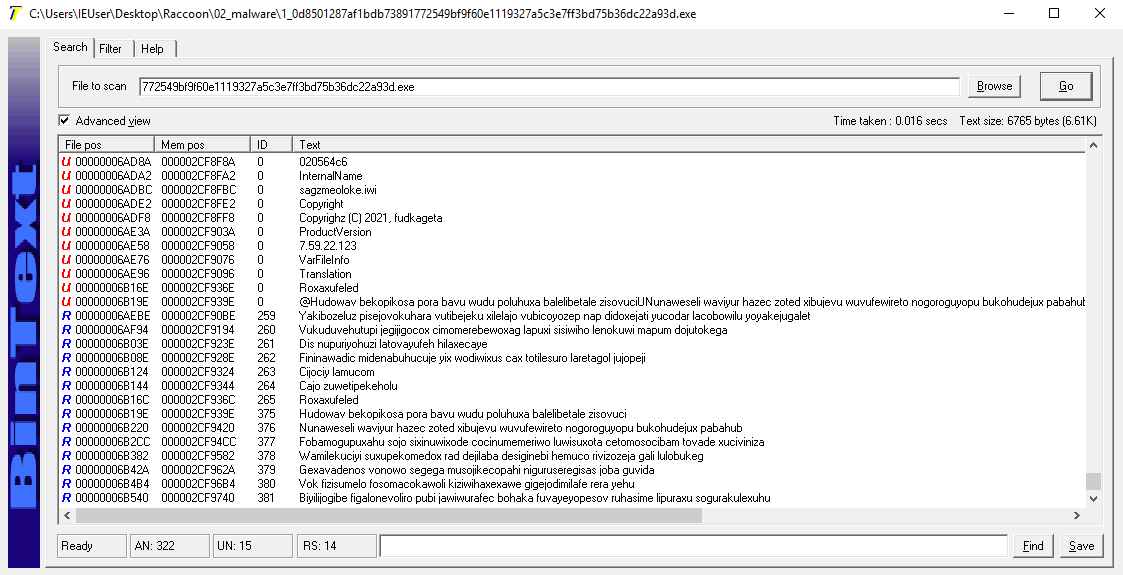 C:\Users\IEUser\Desktop\Raccoon\02_malware\1_0d8501287af1bdb73891772549bf9f60e1119327a5c3e7ff3bd75b36dc22a93d.exe
Search Filter Help
File to scan 772549bf9f60e1119327a5c3e7ff3bd75b36dc22a93d.exe Browse Go
Advanced view Time taken : 0.016 secs Text size: 6765 bytes (6.61K)
File pos Mem pos ID Text
U 00000006AD8A 000002CF8F8A 0 020564c6
U 00000006ADA2 000002CF8FA2 0 InternalName
U 00000006ADBC 000002CF8FBC 0 sagzmeoloke.iwi
U 00000006ADE2 000002CF8FE2 0 Copyright
U 00000006ADF8 000002CF8FF8 0 Copyrighz (C) 2021, fudkageta
U 00000006AE3A 000002CF903A 0 ProductVersion
U 00000006AE58 000002CF9058 0 7.59.22.123
U 00000006AE76 000002CF9076 0 VarFileInfo
U 00000006AE96 000002CF9096 0 Translation
U 00000006B16E 000002CF936E 0 Roxaxufeled
U 00000006B19E 000002CF939E 0 @Hudowav bekopikosa pora bavu wudu poluhuxa balelibetale zisovuciUNunaweseli waviyur hazec zoted xibujevu wuvufewireto nogoroguyopu bukohudejux pabahul
R 00000006AEBE 000002CF90BE 259 Yakibozeluz pisejovokuhara vutibejeku xilelajo vubicoyozep nap didoxejati yucodar lacobowilu yoyakejugalet
R 00000006AF94 000002CF9194 260 Vukuduvehutupi jegijigocox cimomerebewoxag lapuxi sisiwiho lenokuwi mapum dojutokega
R 00000006B03E 000002CF923E 261 Dis nupuriyohuzi latovayufeh hilaxecaye
R 00000006B08E 000002CF928E 262 Fininawadic midenabuhucuje yix wodiwixus cax totilesuro laretagol jujopeji
R 00000006B124 000002CF9324 263 Cijociy lamucom
R 00000006B144 000002CF9344 264 Cajo zuwetipekeholu
R 00000006B16C 000002CF936C 265 Roxaxufeled
R 00000006B19E 000002CF939E 375 Hudowav bekopikosa pora bavu wudu poluhuxa balelibetale zisovuci
R 00000006B220 000002CF9420 376 Nunaweseli waviyur hazec zoted xibujevu wuvufewireto nogoroguyopu bukohudejux pabahub
R 00000006B2CC 000002CF94CC 377 Fobamogupuxahu sojo sixinuwixode cocinumemeriwo luwisuxota cetomosocibam tovade xuciviniza
R 00000006B382 000002CF9582 378 Wamilekuciyi suxupekomedox rad dejilaba desiginebi hemuco rivizozeja gali lulobukeg
R 00000006B42A 000002CF962A 379 Gexavadenos vonowo segega musojikecopahi niguruseregisas joba guvida
R 00000006B4B4 000002CF96B4 380 Vok fizisumelo fosomacokawoli kiziwihaxexawe gigejodimilafe rera yehu
R 00000006B540 000002CF9740 381 Biyilijogibe figalonevoliro pubi jawiwurafec bohaka fuvayeyopesov ruhasime lipuraxu sogurakulexuhu
BinText
Ready AN: 322 UN: 15 RS: 14 Find Save